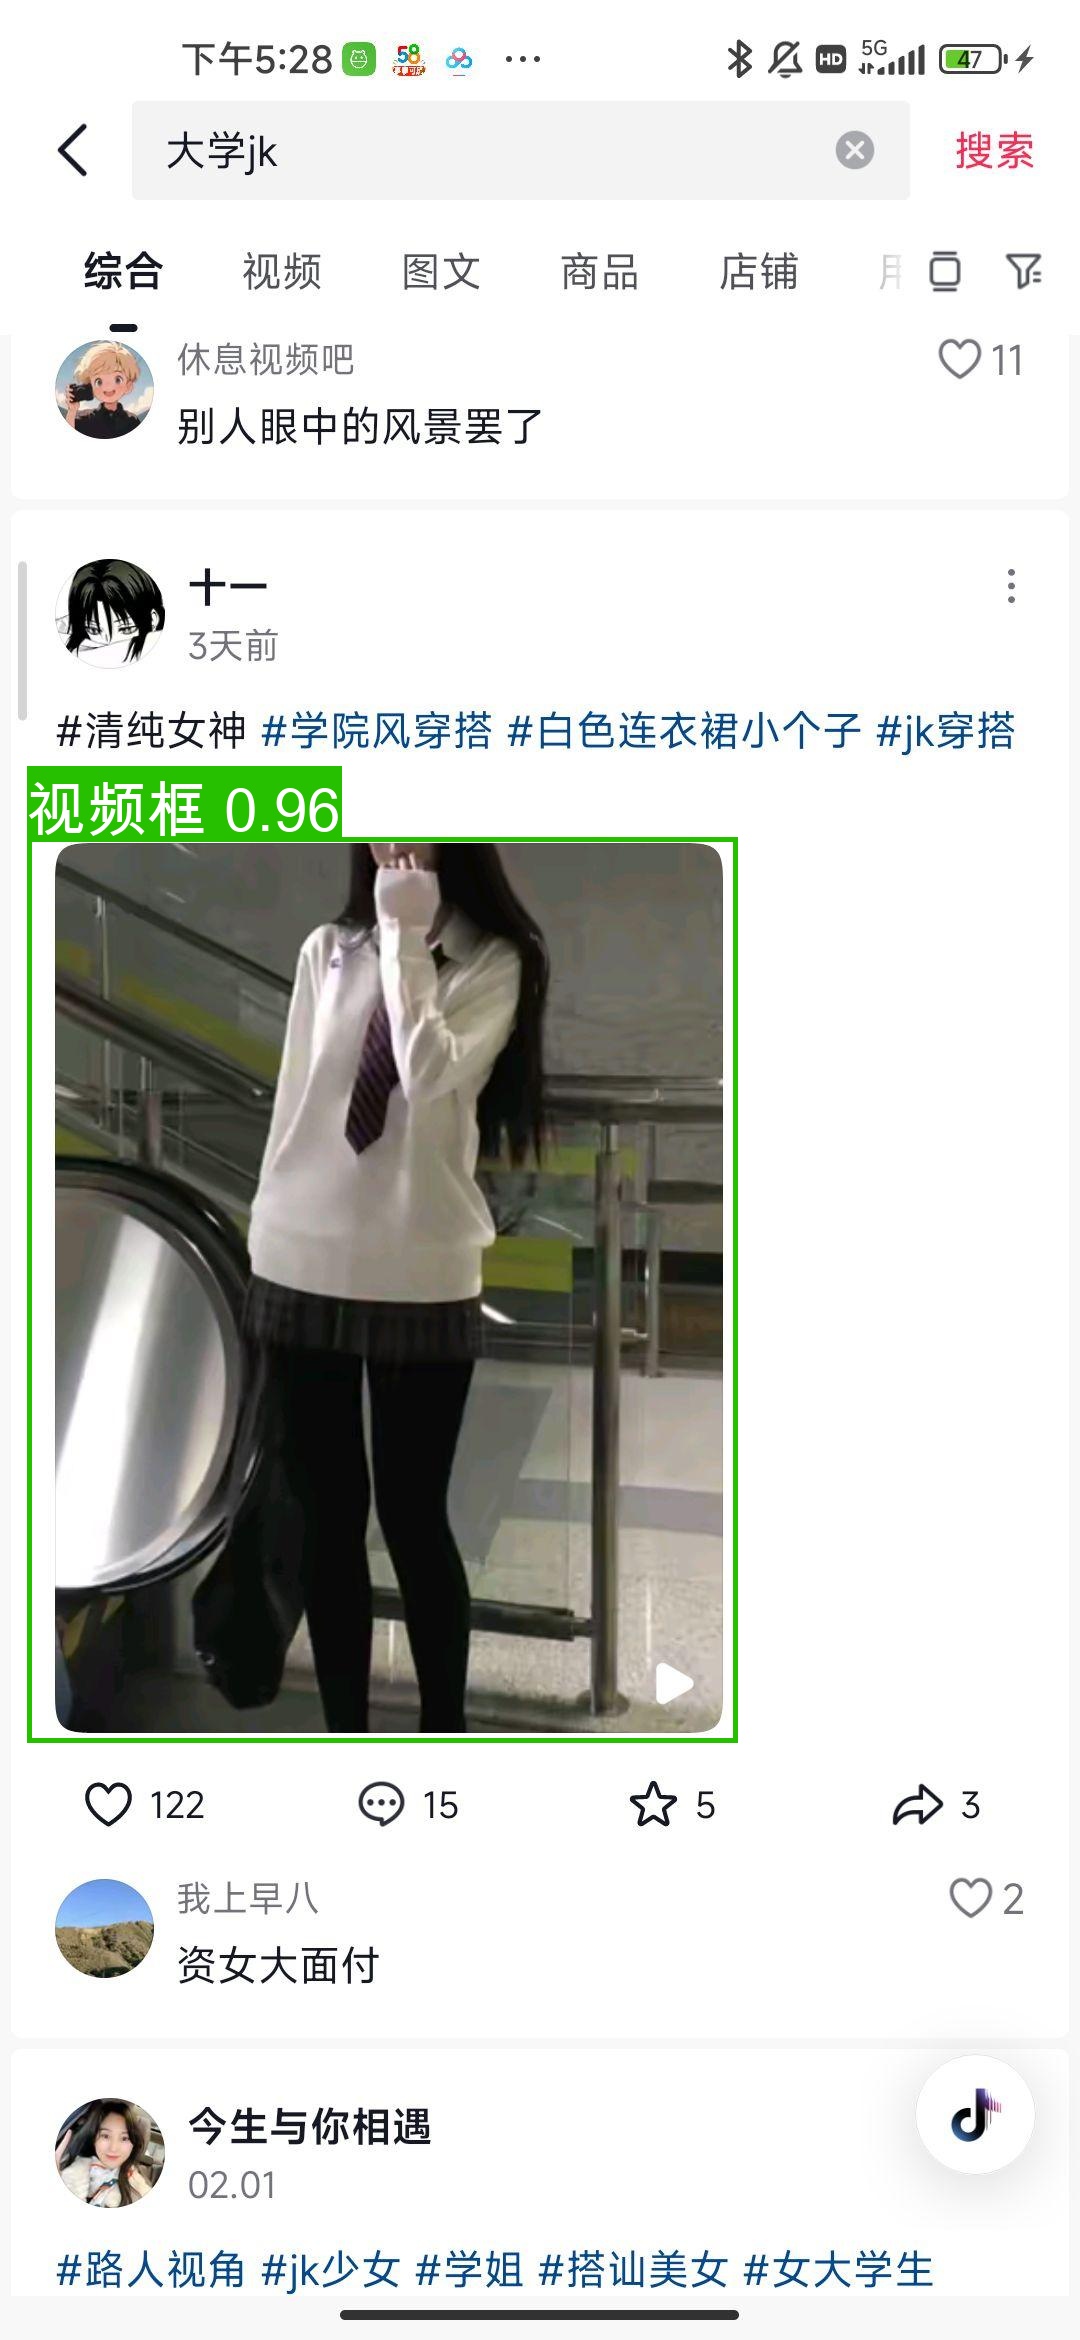 下午5:28 58 ... HD 5G 47
大学jk 搜索
综合 视频 图文 商品 店铺
休息视频吧 11
别人眼中的风景罢了
十一
3天前
#清纯女神 #学院风穿搭 #白色连衣裙小个子 #jk穿搭
视频框 0.96
122 15 5 3
我上早八 2
资女大面付
今生与你相遇
02.01
#路人视角 #jk少女 #学姐 #搭讪美女 #女大学生